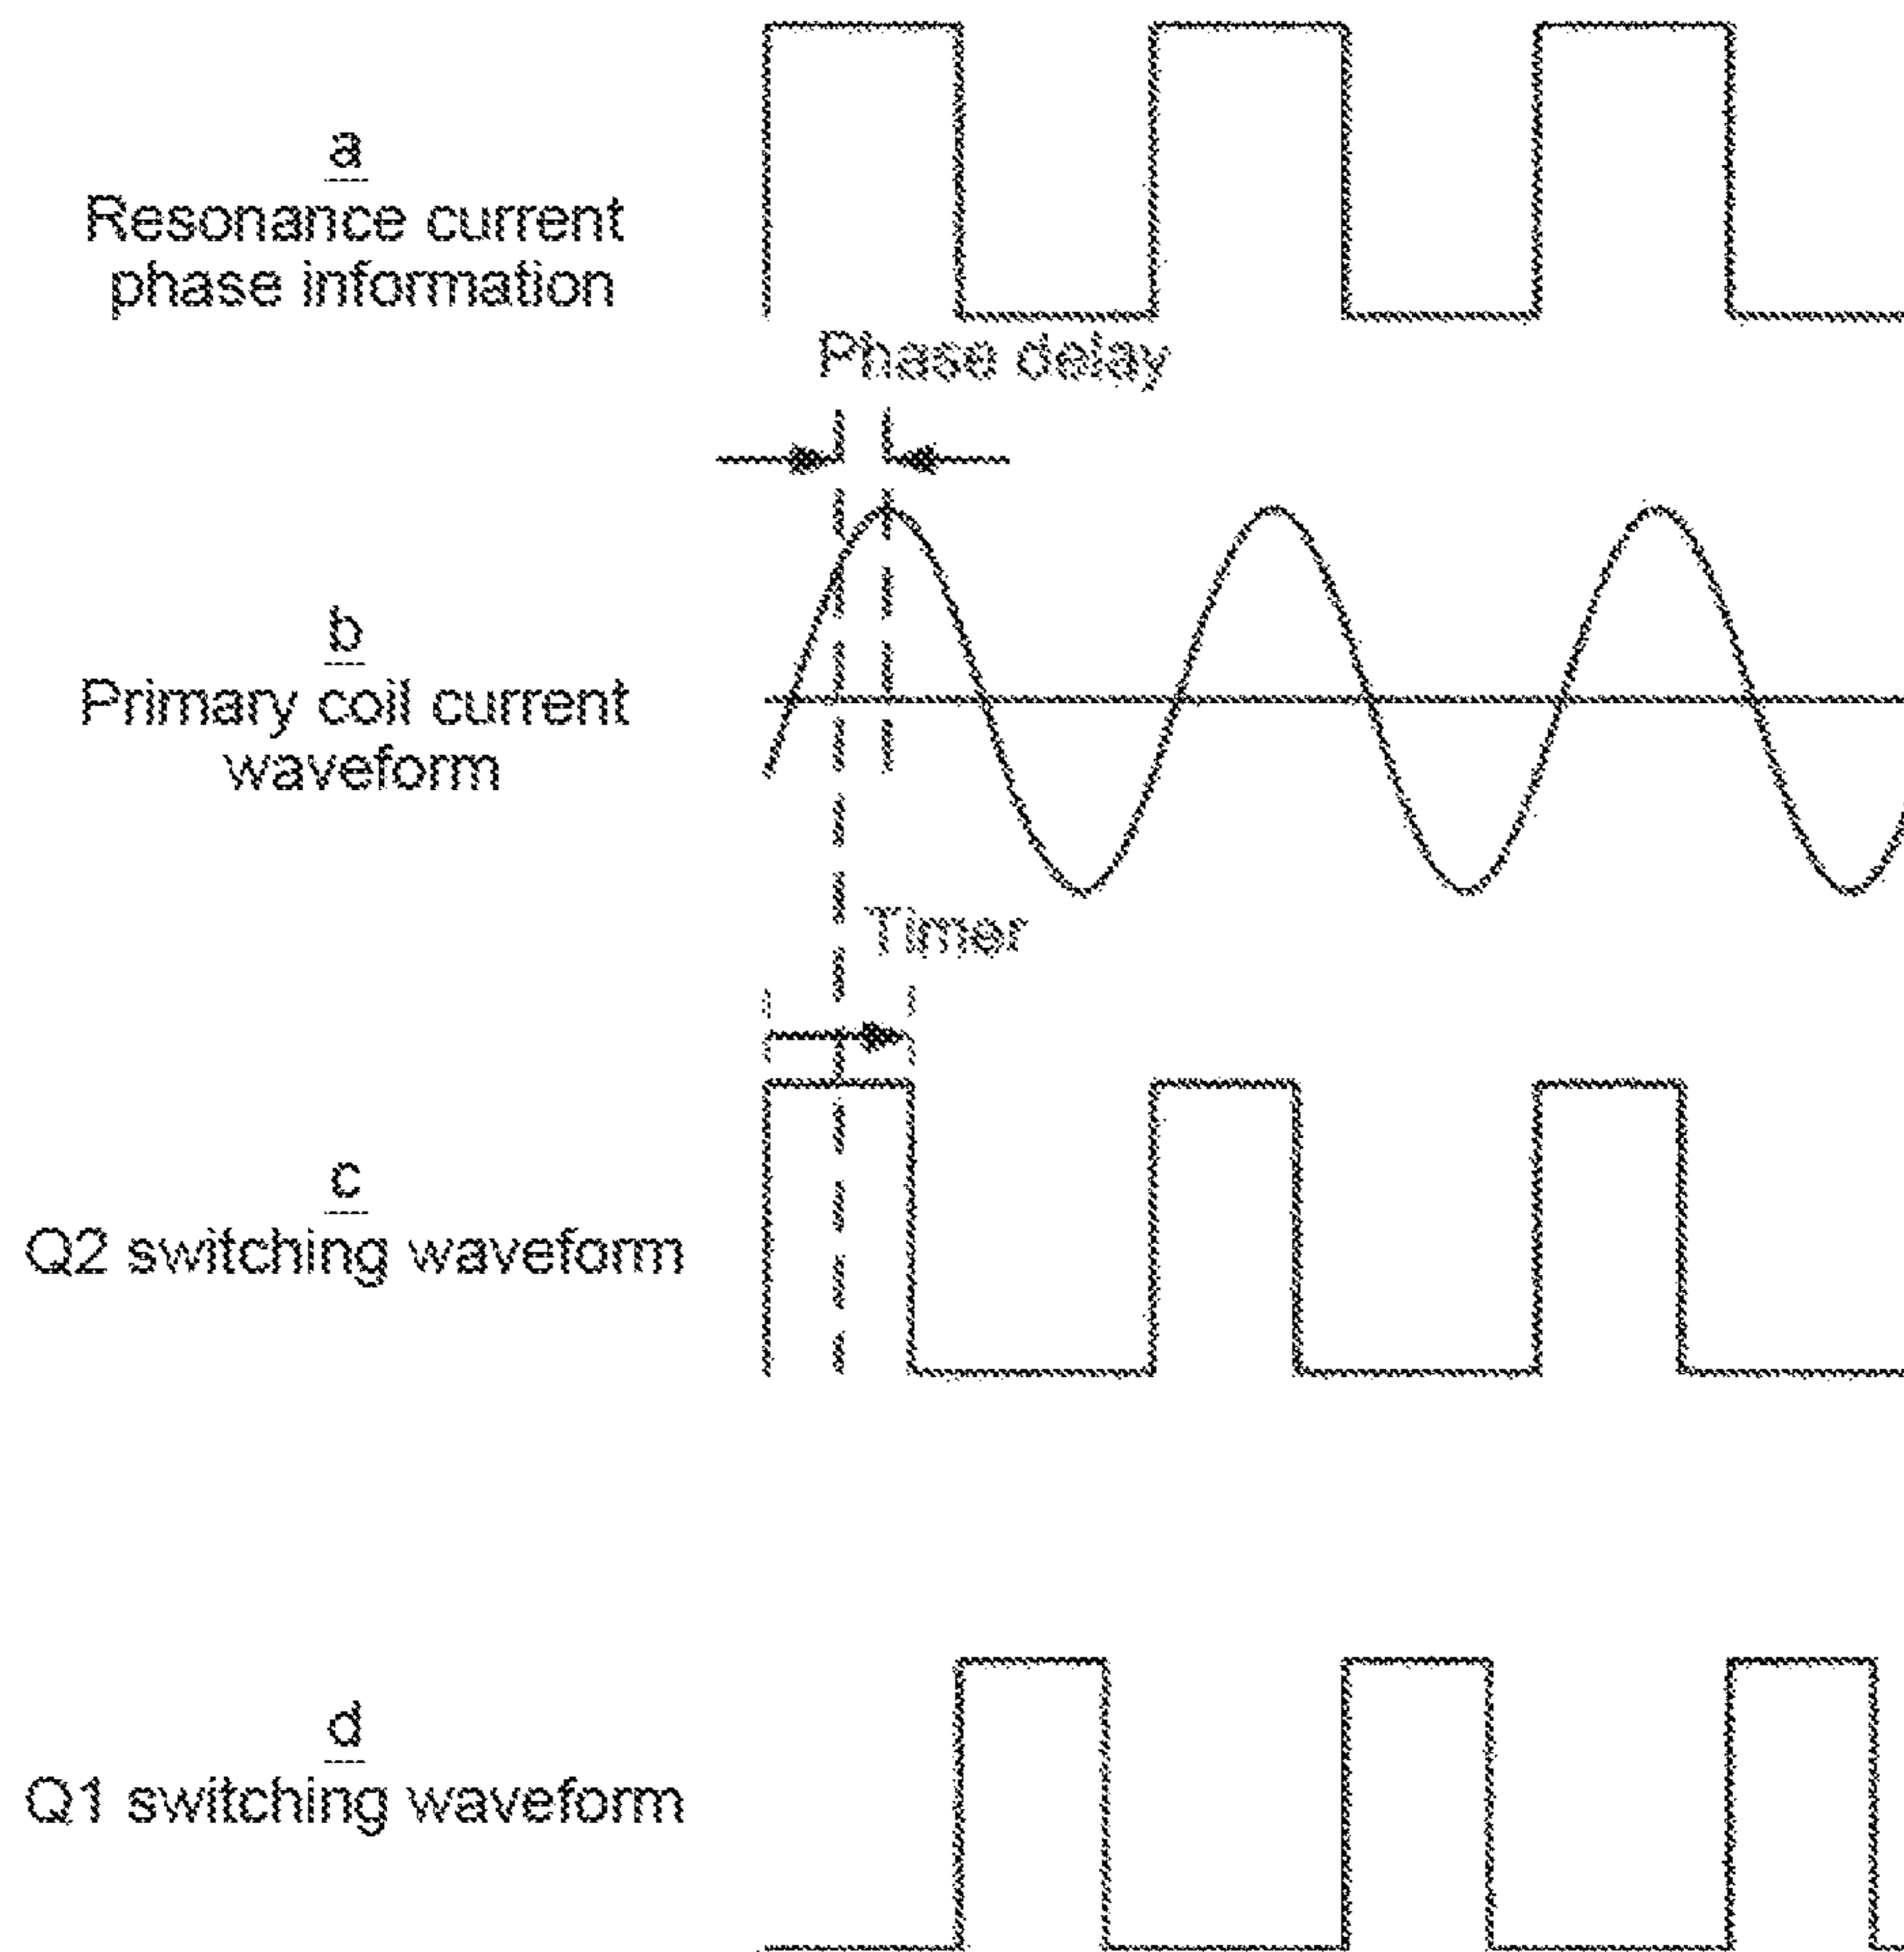 a
Resonance current
phase information
Phase delay
b
Primary coil current
waveform
Timer
c
Q2 switching waveform
d
Q1 switching waveform